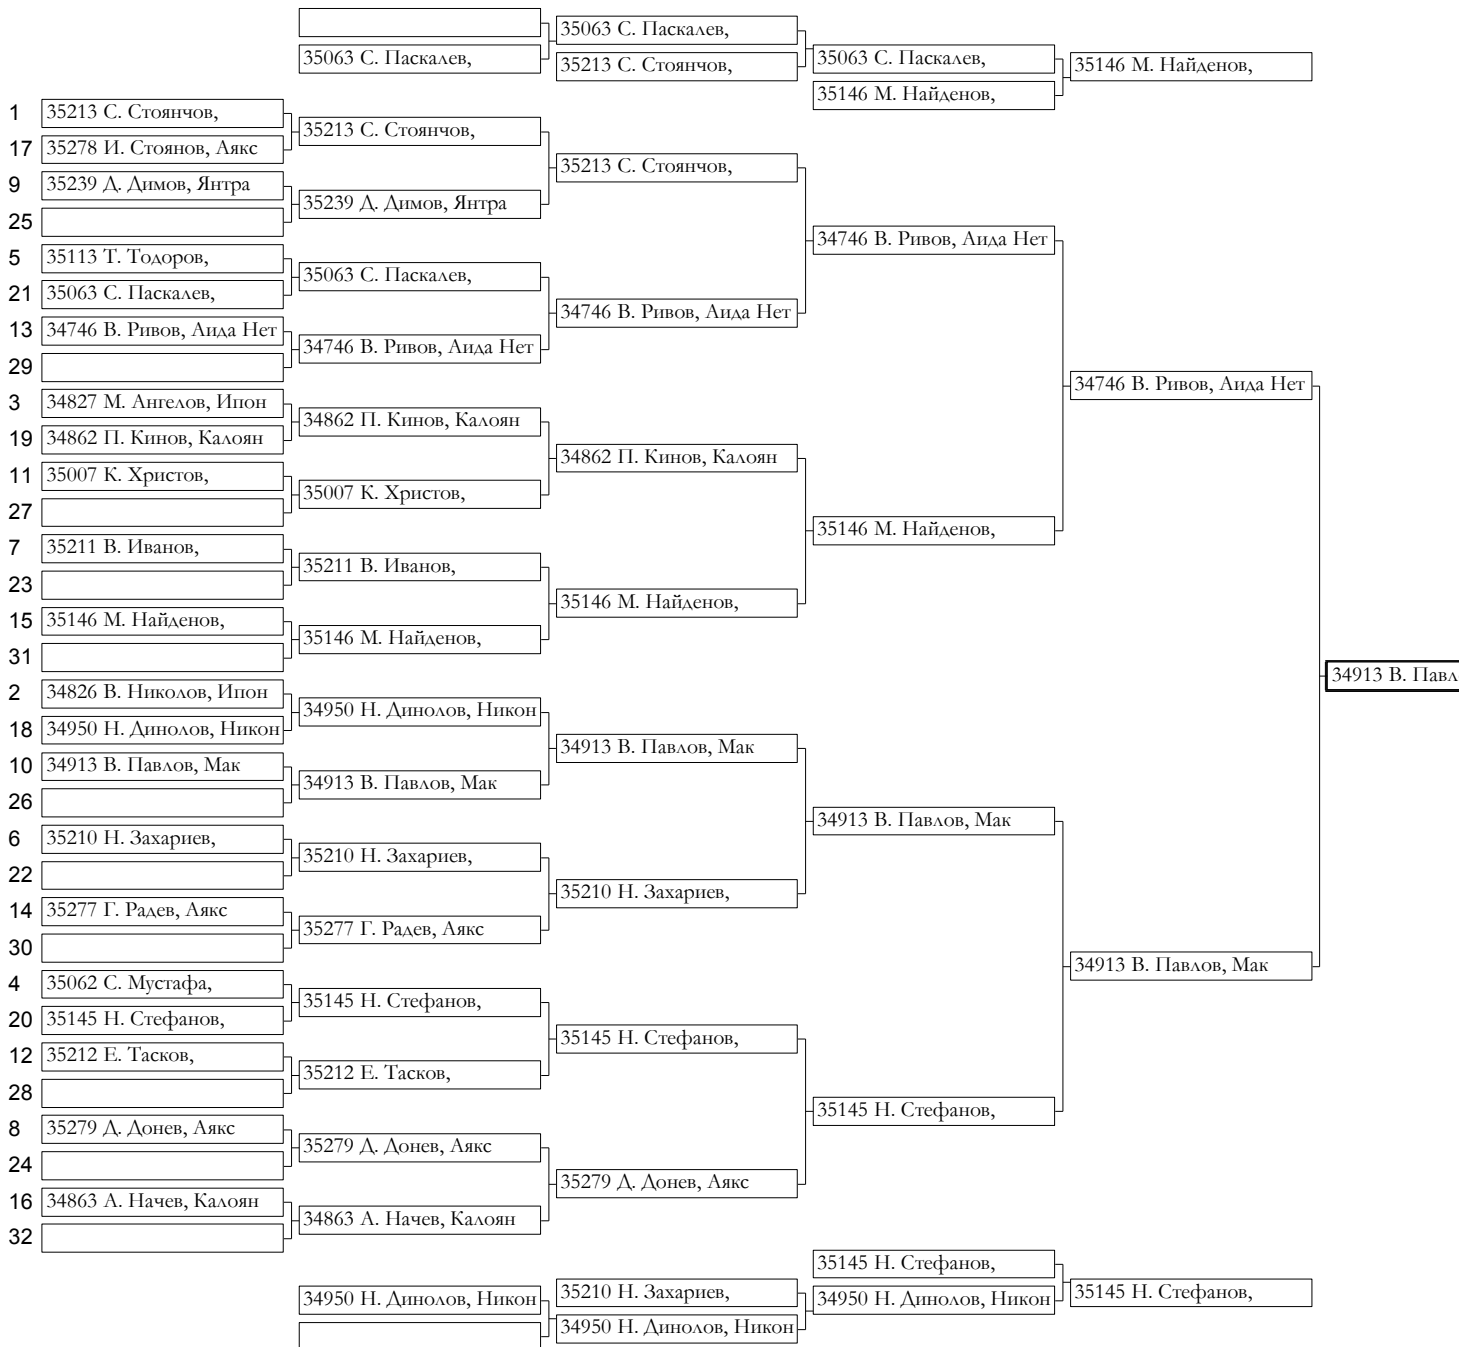 35063 С. Паскалев,
35063 С. Паскалев,
35213 С. Стоянчов,
35063 С. Паскалев,
35146 М. Найденов,
35146 М. Найденов,
1 35213 С. Стоянчов,
17 35278 И. Стоянов, Аякс
9 35239 Д. Димов, Янтра
25
5 35113 Т. Тодоров,
21 35063 С. Паскалев,
13 34746 В. Ривов, Аида Нет
29
3 34827 М. Ангелов, Ипон
19 34862 П. Кинов, Калоян
11 35007 К. Христов,
27
7 35211 В. Иванов,
23
15 35146 М. Найденов,
31
2 34826 В. Николов, Ипон
18 34950 Н. Динолов, Никон
10 34913 В. Павлов, Мак
26
6 35210 Н. Захариев,
22
14 35277 Г. Радев, Аякс
30
4 35062 С. Мустафа,
20 35145 Н. Стефанов,
12 35212 Е. Тасков,
28
8 35279 Д. Донев, Аякс
24
16 34863 А. Начев, Калоян
32
35213 С. Стоянчов,
35239 Д. Димов, Янтра
35063 С. Паскалев,
34746 В. Ривов, Аида Нет
34862 П. Кинов, Калоян
35007 К. Христов,
35211 В. Иванов,
35146 М. Найденов,
34950 Н. Динолов, Никон
34913 В. Павлов, Мак
35210 Н. Захариев,
35277 Г. Радев, Аякс
35145 Н. Стефанов,
35212 Е. Тасков,
35279 Д. Донев, Аякс
34863 А. Начев, Калоян
35213 С. Стоянчов,
34746 В. Ривов, Аида Нет
34862 П. Кинов, Калоян
35146 М. Найденов,
34913 В. Павлов, Мак
35210 Н. Захариев,
35145 Н. Стефанов,
35279 Д. Донев, Аякс
34746 В. Ривов, Аида Нет
35146 М. Найденов,
34913 В. Павлов, Мак
35145 Н. Стефанов,
34746 В. Ривов, Аида Нет
34913 В. Павлов, Мак
34913 В.
34950 Н. Динолов, Никон
35210 Н. Захариев,
34950 Н. Динолов, Никон
35145 Н. Стефанов,
34950 Н. Динолов, Никон
35145 Н. Стефанов,